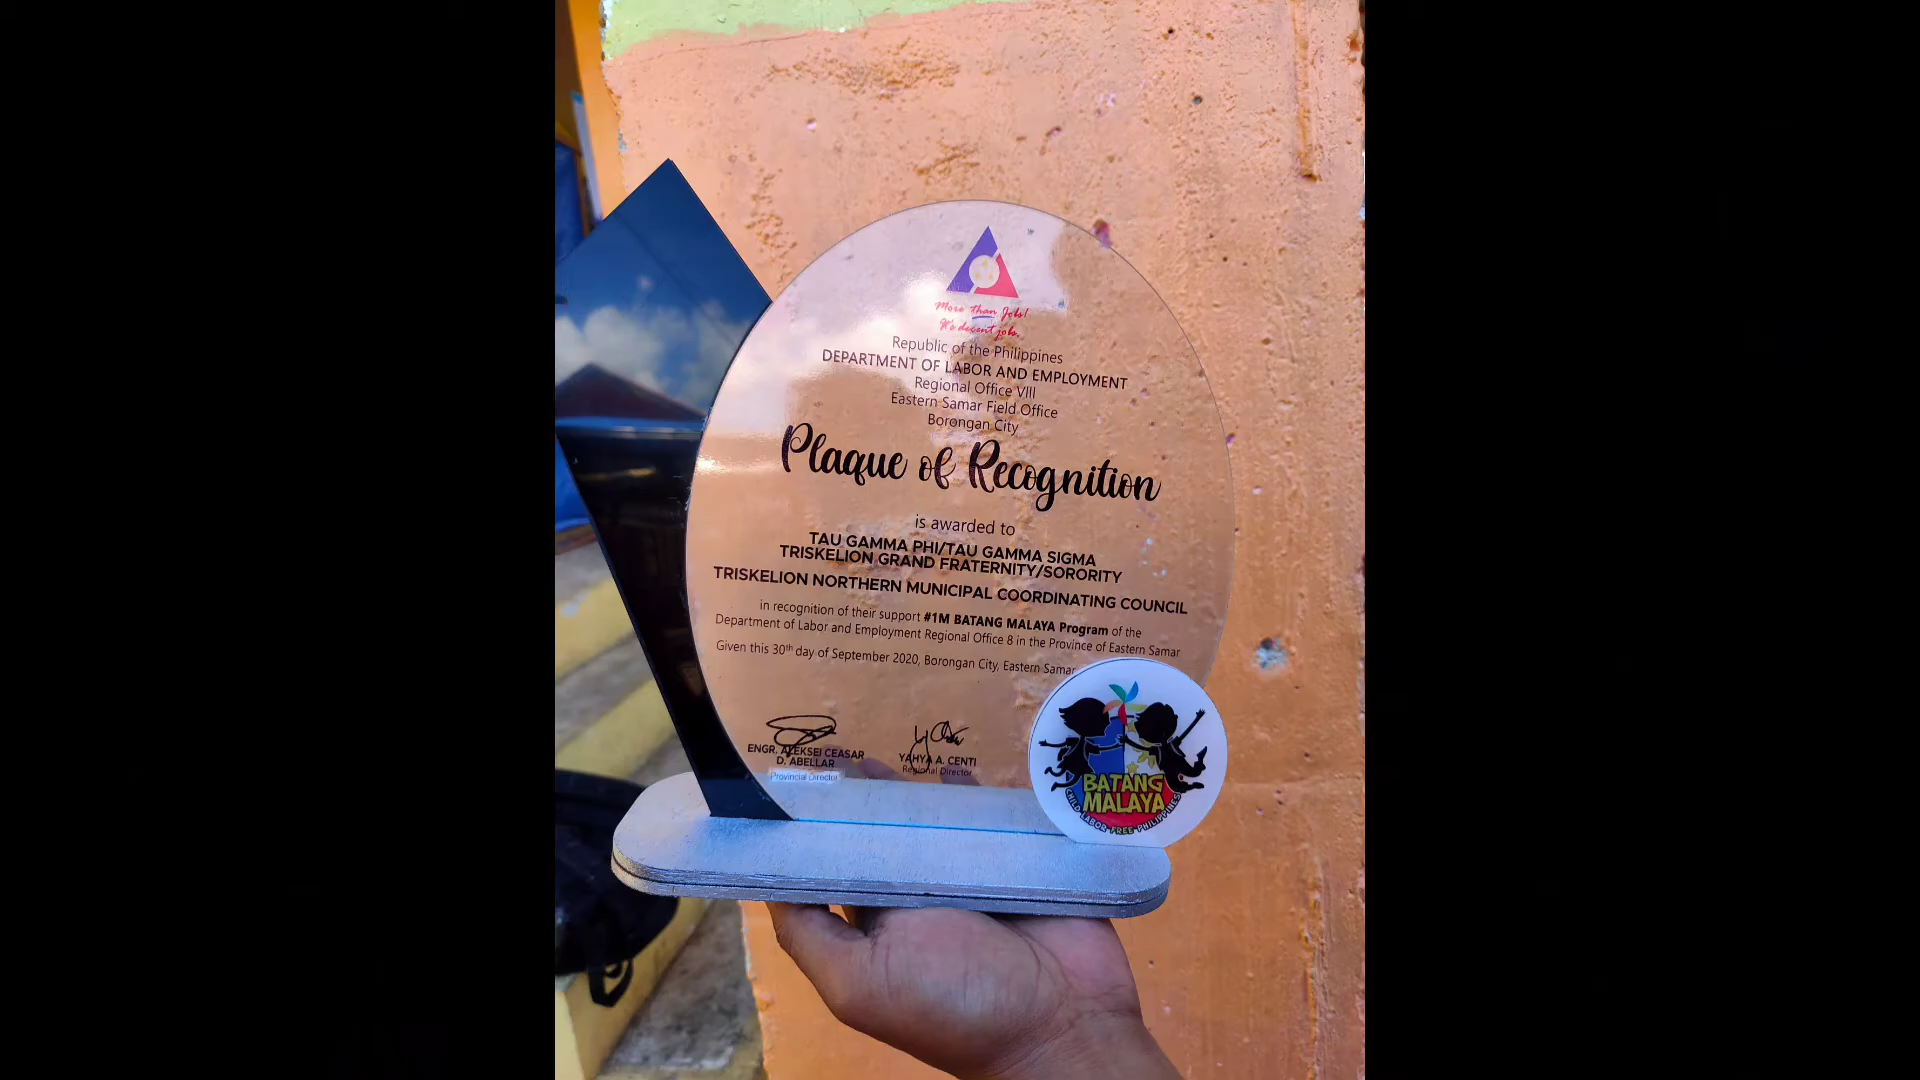 More than Jobs!
It's decent jobs.
Republic of the Philippines
DEPARTMENT OF LABOR AND EMPLOYMENT
Regional Office VIII
Eastern Samar Field Office
Borongan City
Plaque of Recognition
is awarded to
TAU GAMMA PHI/TAU GAMMA SIGMA
TRISKELION GRAND FRATERNITY/SORORITY
TRISKELION NORTHERN MUNICIPAL COORDINATING COUNCIL
in recognition of their support #1M BATANG MALAYA Program of the
Department of Labor and Employment Regional Office 8 in the Province of Eastern Samar
Given this 30th day of September 2020, Borongan City, Eastern Samar
ENGR. ALEKSEI CEASAR
D. ABELLAR
Provincial Director
YAHYA A. CENTI
Regional Director
BATANG
MALAYA
CHILD LABOR FREE PHILIPPINES